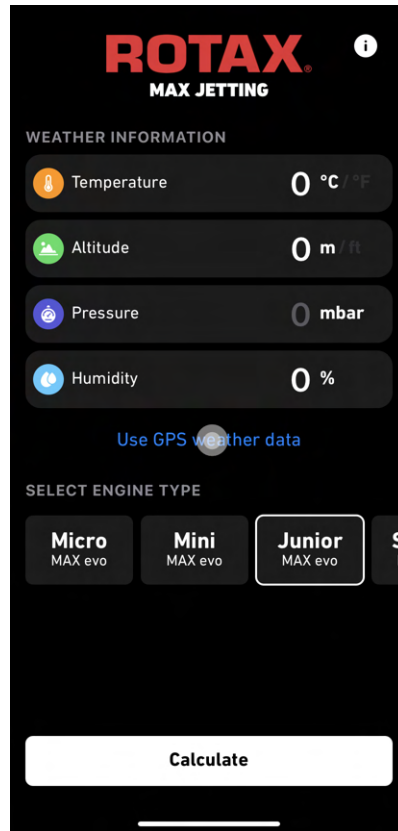 ROTAX®
i
MAX JETTING
WEATHER INFORMATION
Temperature 0 °C / °F
Altitude 0 m / ft
Pressure 0 mbar
Humidity 0 %
Use GPS weather data
SELECT ENGINE TYPE
Micro Mini Junior S
MAX evo MAX evo MAX evo
Calculate